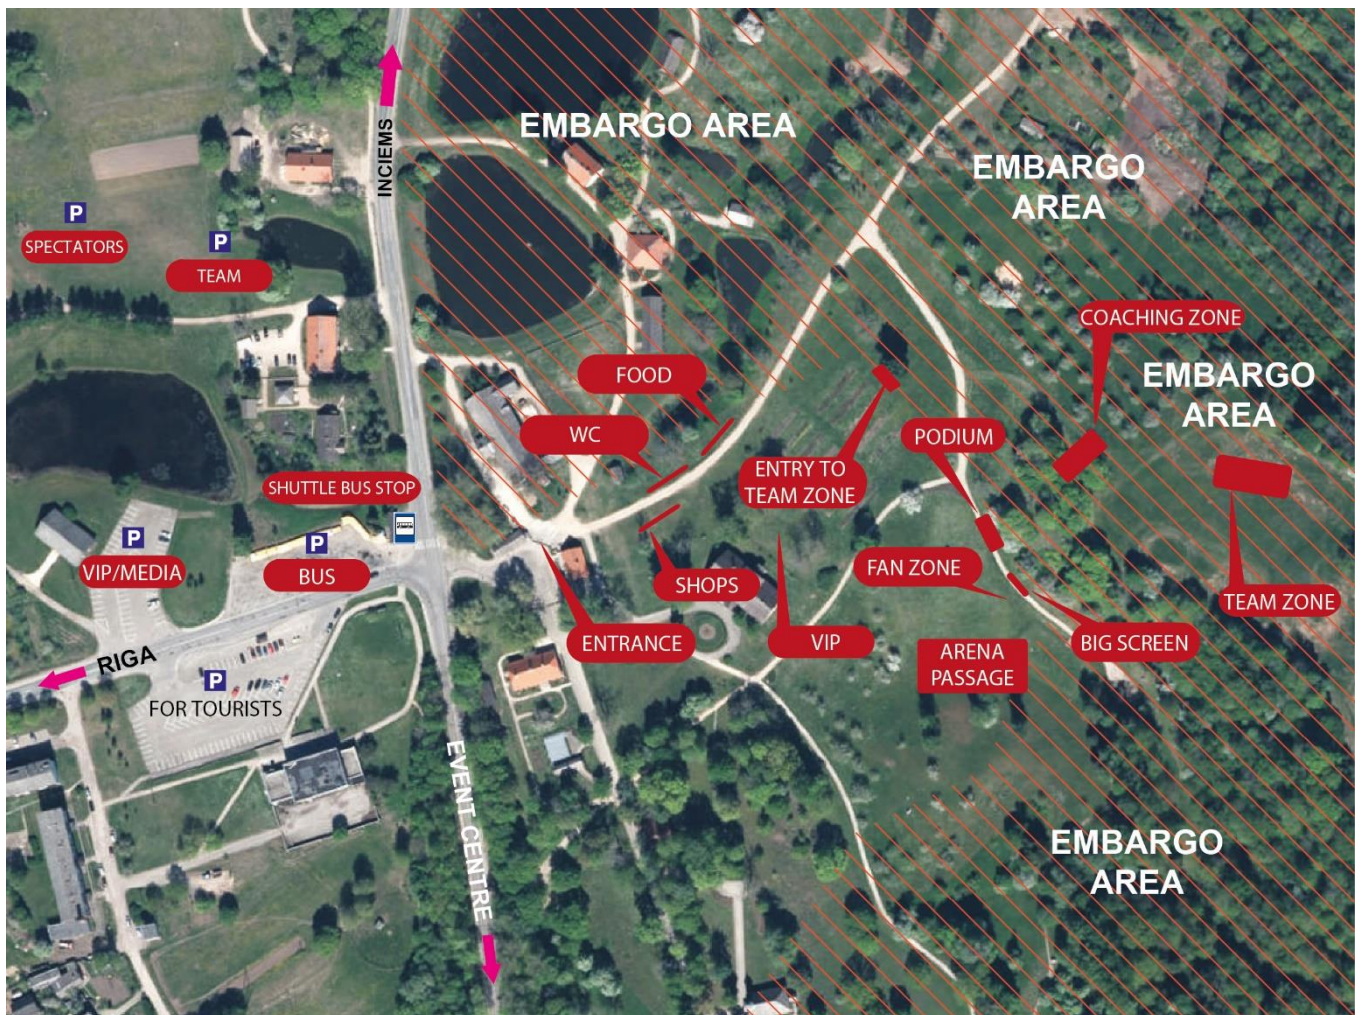 EMBARGO AREA
INCIEMS
EMBARGO
AREA
P
SPECTATORS
P
TEAM
COACHING ZONE
EMBARGO
AREA
FOOD
WC
PODIUM
ENTRY TO
TEAM ZONE
SHUTTLE BUS STOP
P
VIP/MEDIA
P
BUS
FAN ZONE
SHOPS
TEAM ZONE
ENTRANCE
VIP
BIG SCREEN
ARENA
PASSAGE
RIGA
P
FOR TOURISTS
EVENT CENTRE
EMBARGO
AREA